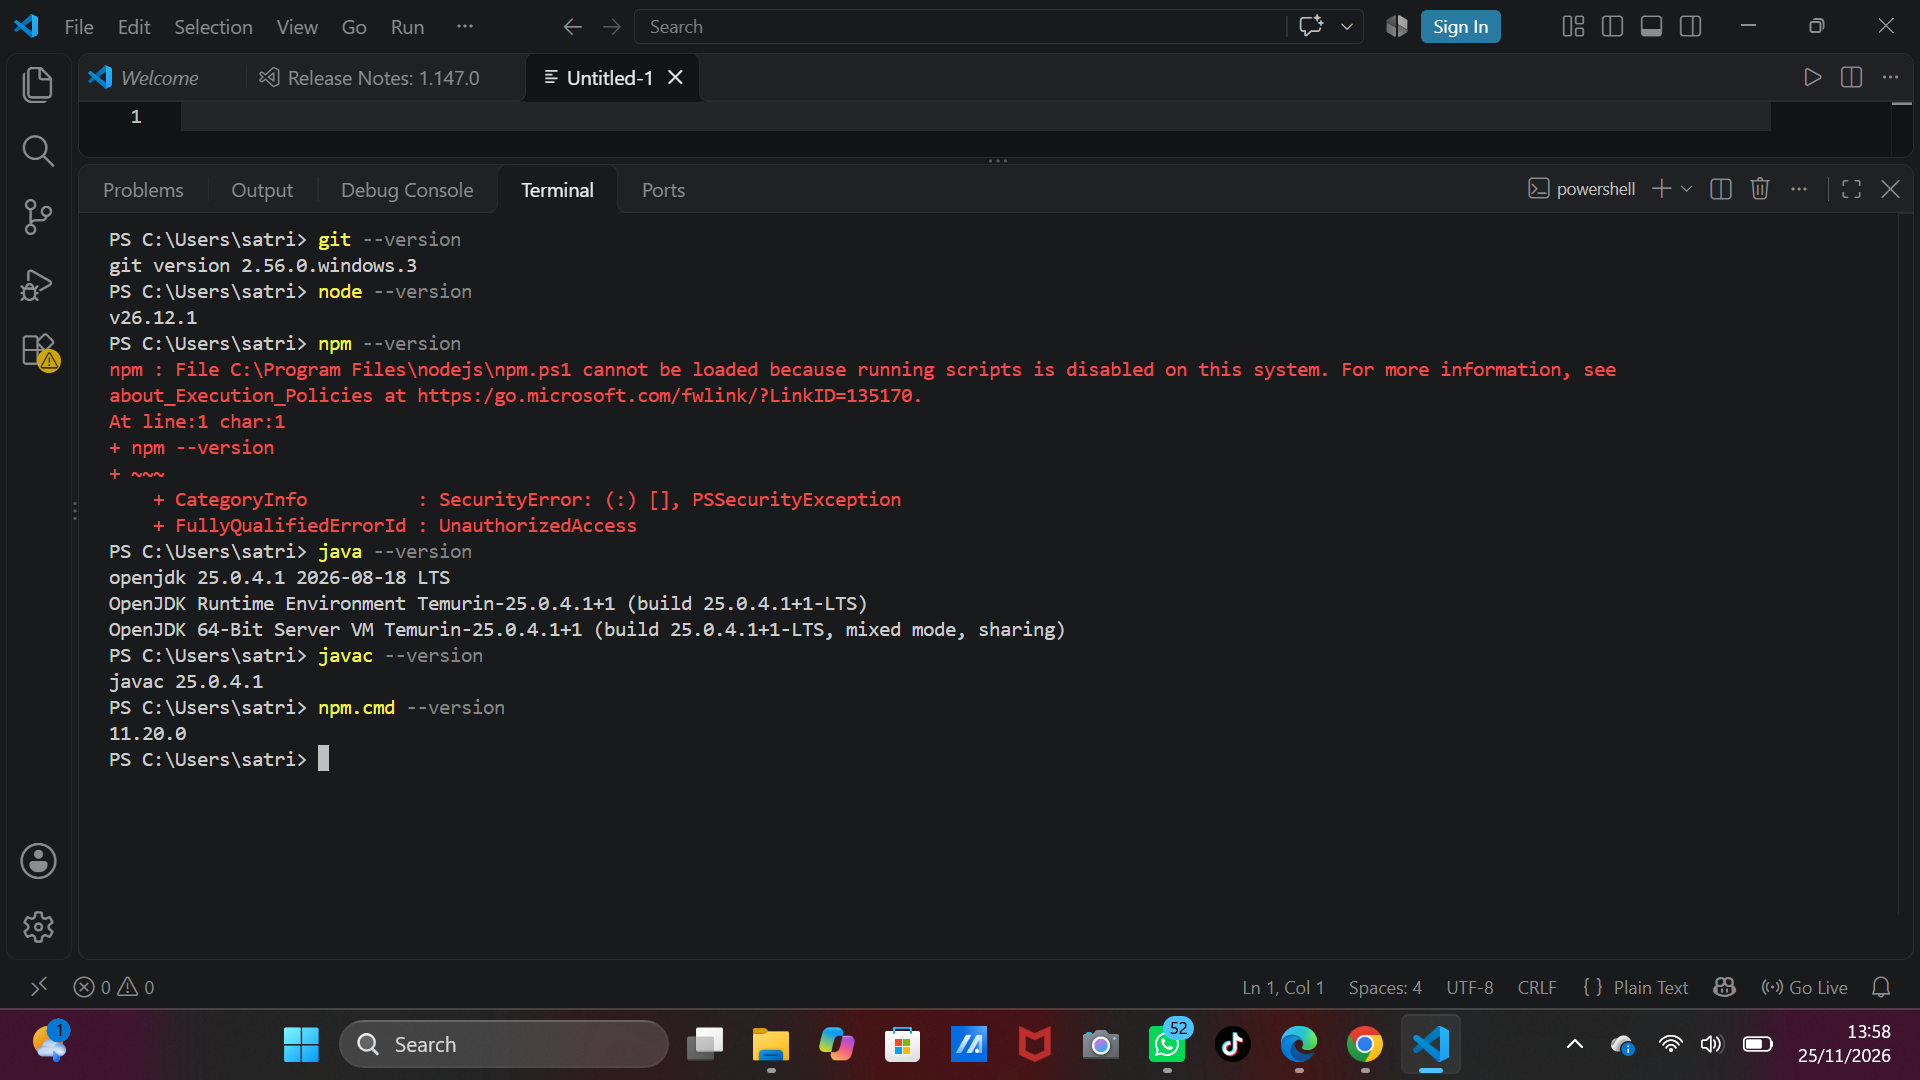 File Edit Selection View Go Run ··· Search Sign In
Welcome Release Notes: 1.147.0 Untitled-1
1
Problems Output Debug Console Terminal Ports powershell
PS C:\Users\satri> git --version
git version 2.56.0.windows.3
PS C:\Users\satri> node --version
v26.12.1
PS C:\Users\satri> npm --version
npm : File C:\Program Files\nodejs\npm.ps1 cannot be loaded because running scripts is disabled on this system. For more information, see
about_Execution_Policies at https:/go.microsoft.com/fwlink/?LinkID=135170.
At line:1 char:1
+ npm --version
+ ~~~
    + CategoryInfo          : SecurityError: (:) [], PSSecurityException
    + FullyQualifiedErrorId : UnauthorizedAccess
PS C:\Users\satri> java --version
openjdk 25.0.4.1 2026-08-18 LTS
OpenJDK Runtime Environment Temurin-25.0.4.1+1 (build 25.0.4.1+1-LTS)
OpenJDK 64-Bit Server VM Temurin-25.0.4.1+1 (build 25.0.4.1+1-LTS, mixed mode, sharing)
PS C:\Users\satri> javac --version
javac 25.0.4.1
PS C:\Users\satri> npm.cmd --version
11.20.0
PS C:\Users\satri>
0 0 Ln 1, Col 1 Spaces: 4 UTF-8 CRLF { } Plain Text Go Live
1 Search 52 13:58
25/11/2026